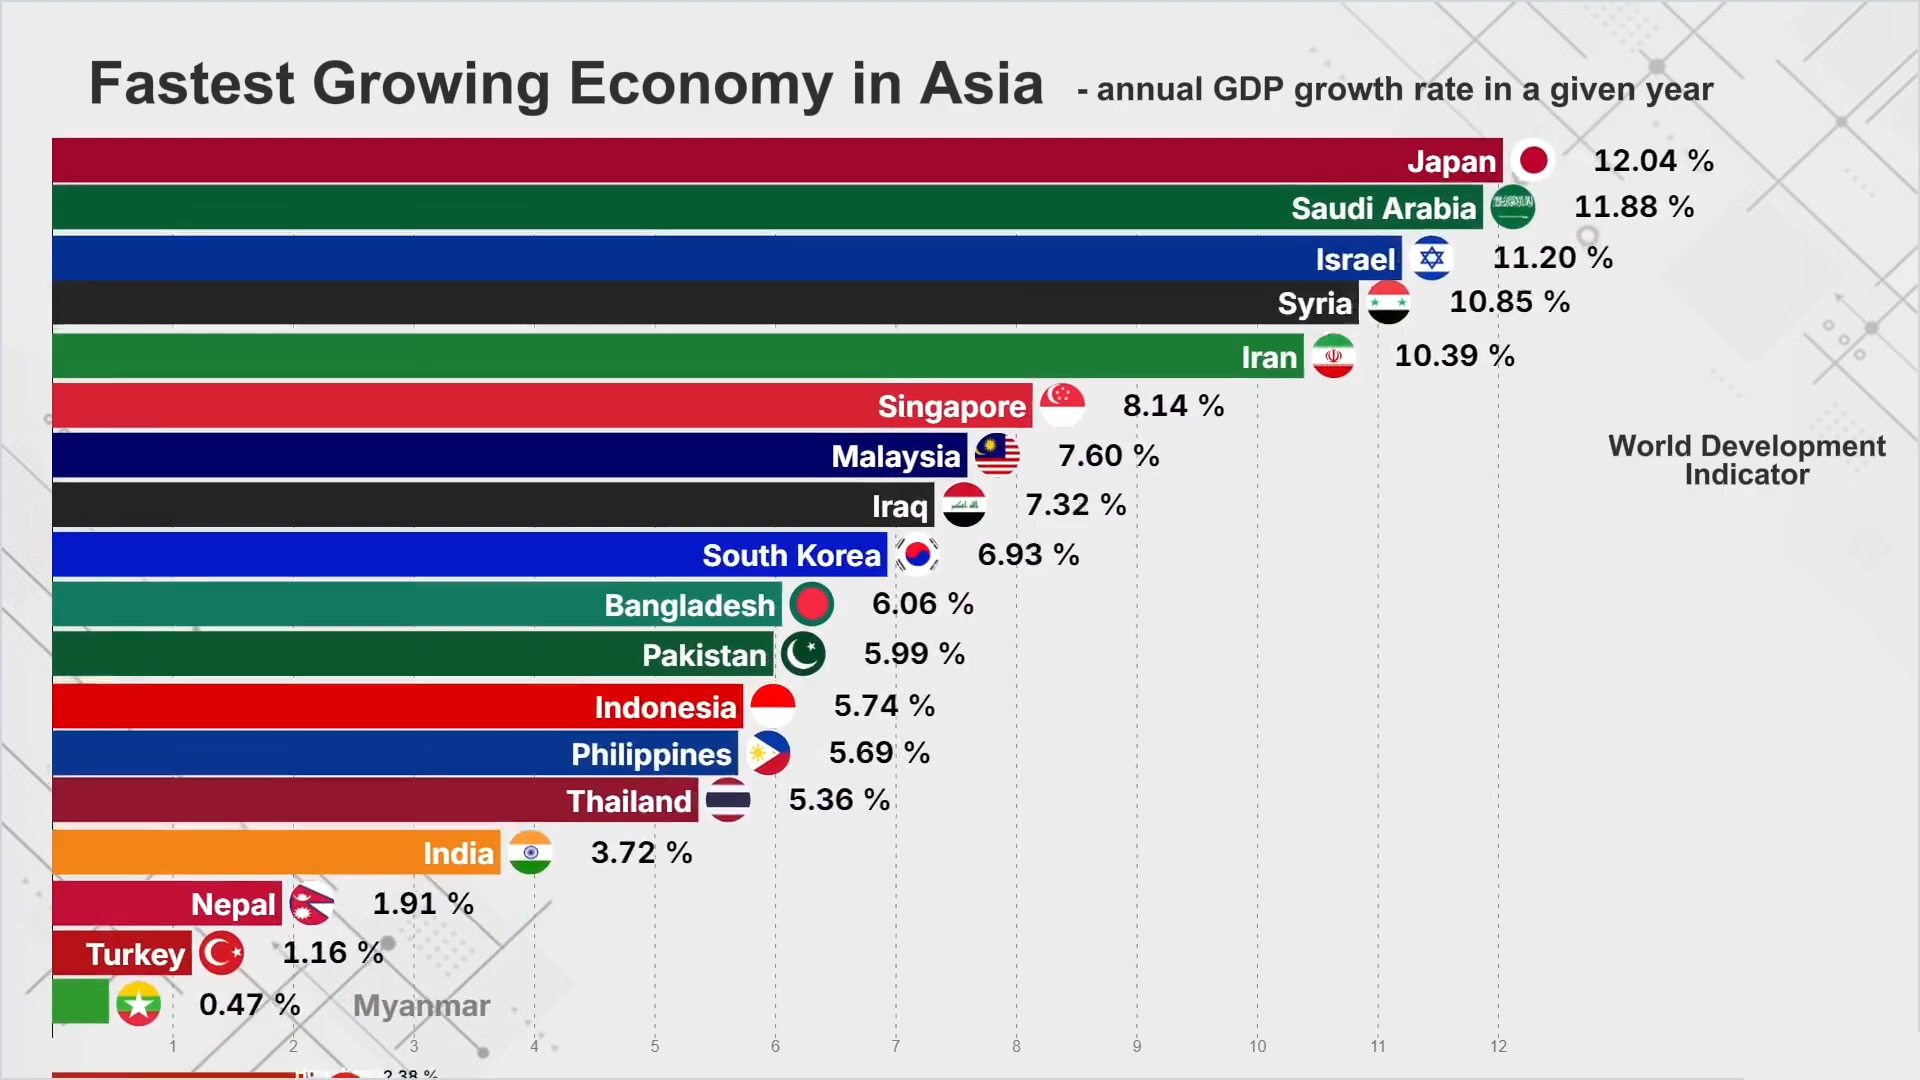 Fastest Growing Economy in Asia - annual GDP growth rate in a given year
Japan 12.04 %
Saudi Arabia 11.88 %
Israel 11.20 %
Syria 10.85 %
Iran 10.39 %
Singapore 8.14 %
Malaysia 7.60 %
World Development
Indicator
Iraq 7.32 %
South Korea 6.93 %
Bangladesh 6.06 %
Pakistan 5.99 %
Indonesia 5.74 %
Philippines 5.69 %
Thailand 5.36 %
India 3.72 %
Nepal 1.91 %
Turkey 1.16 %
0.47 % Myanmar
1 2 3 4 5 6 7 8 9 10 11 12
2.38 %